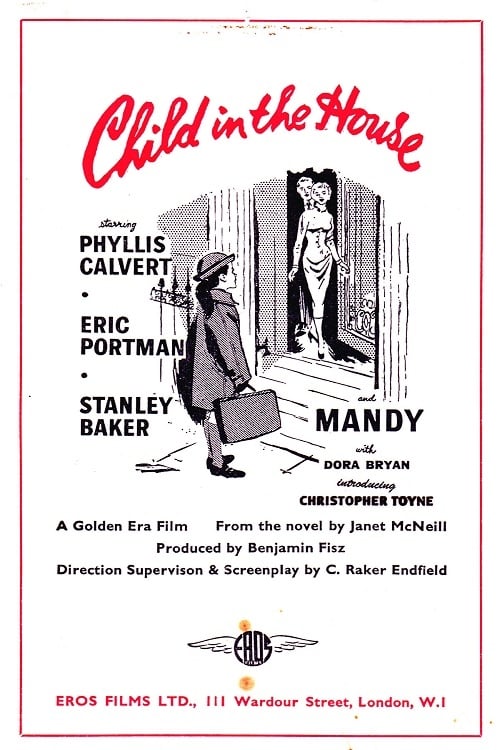 Child in the House
starring
PHYLLIS
CALVERT
•
ERIC
PORTMAN
•
STANLEY
BAKER
and
MANDY
with
DORA BRYAN
introducing
CHRISTOPHER TOYNE
A Golden Era Film From the novel by Janet McNeill
Produced by Benjamin Fisz
Direction Supervison & Screenplay by C. Raker Endfield
EROS
FILMS
EROS FILMS LTD., 111 Wardour Street, London, W.1